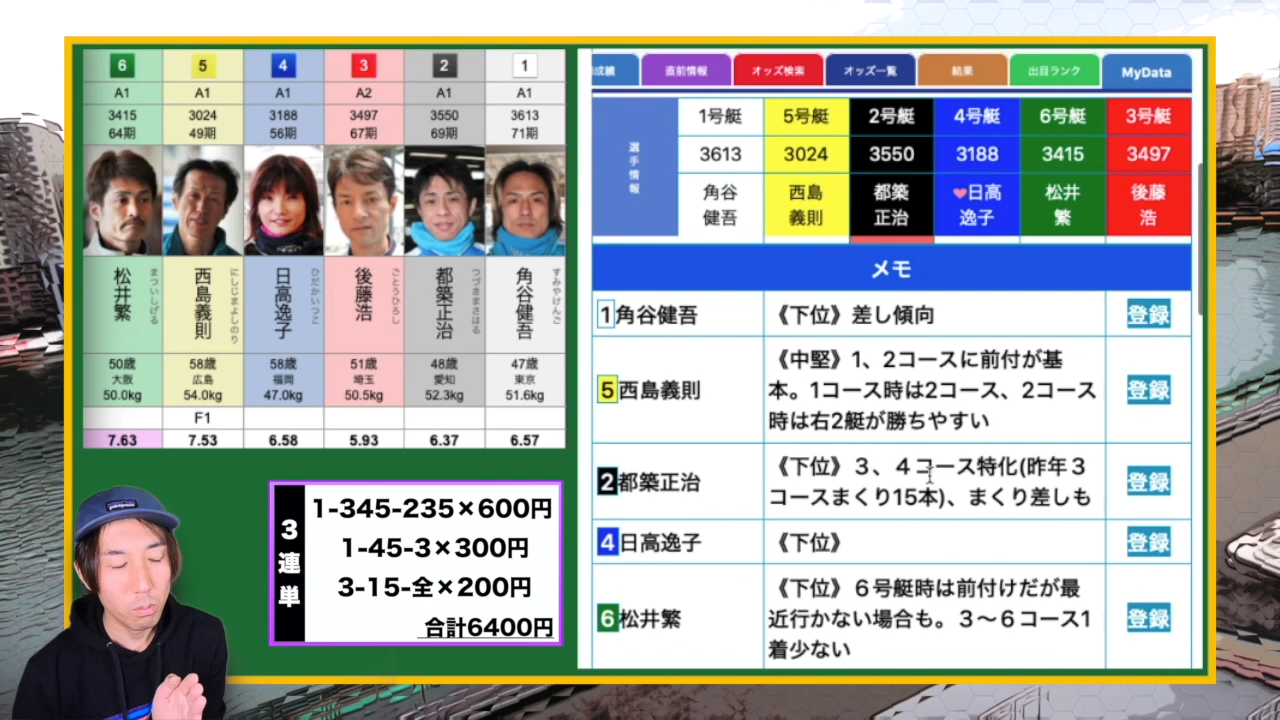 6 5 4 3 2 1
A1 A1 A1 A2 A1 A1
3415 3024 3188 3497 3550 3613
64期 49期 56期 67期 69期 71期
松井繁 まついしげる
西島義則 にしじまよしのり
日高逸子 ひだかいつこ
後藤浩 ごとうひろし
都築正治 つづきまさはる
角谷健吾 すみやけんご
50歳 58歳 58歳 51歳 48歳 47歳
大阪 広島 福岡 埼玉 愛知 東京
50.0kg 54.0kg 47.0kg 50.5kg 52.3kg 51.6kg
F1
7.63 7.53 6.58 5.93 6.37 6.57
3連単
1-345-235×600円
1-45-3×300円
3-15-全×200円
合計6400円
成績 直前情報 オッズ検索 オッズ一覧 結果 出目ランク MyData
選手情報
1号艇 5号艇 2号艇 4号艇 6号艇 3号艇
3613 3024 3550 3188 3415 3497
角谷 西島 都築 ❤日高 松井 後藤
健吾 義則 正治 逸子 繁 浩
メモ
1角谷健吾 《下位》差し傾向 登録
《中堅》1、2コースに前付が基
5西島義則 本。1コース時は2コース、2コース 登録
時は右2艇が勝ちやすい
《下位》３、４コース特化(昨年３
2都築正治 コースまくり15本)、まくり差しも 登録
4日高逸子 《下位》 登録
《下位》６号艇時は前付けだが最
6松井繁 近行かない場合も。３〜６コース1 登録
着少ない